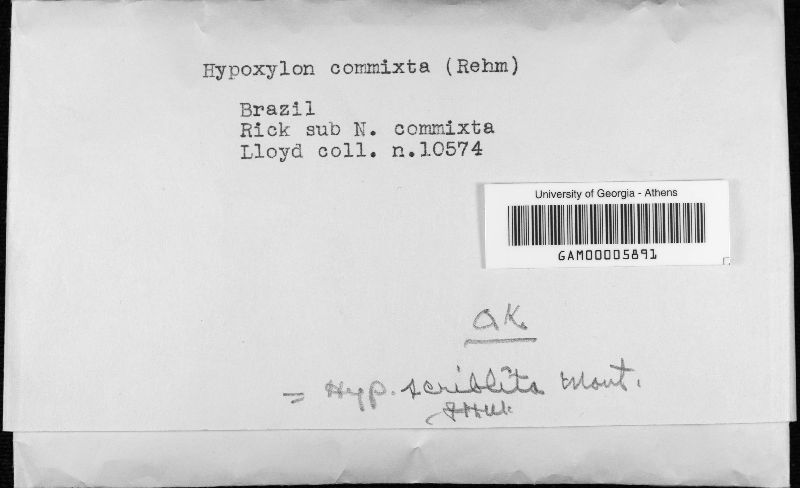 Hypoxylon commixta (Rehm)
Brazil
Rick sub N. commixta
Lloyd coll. n.10574
University of Georgia - Athens
GAM00005891
OK
= Hyp. scriblita Mont.
JHM